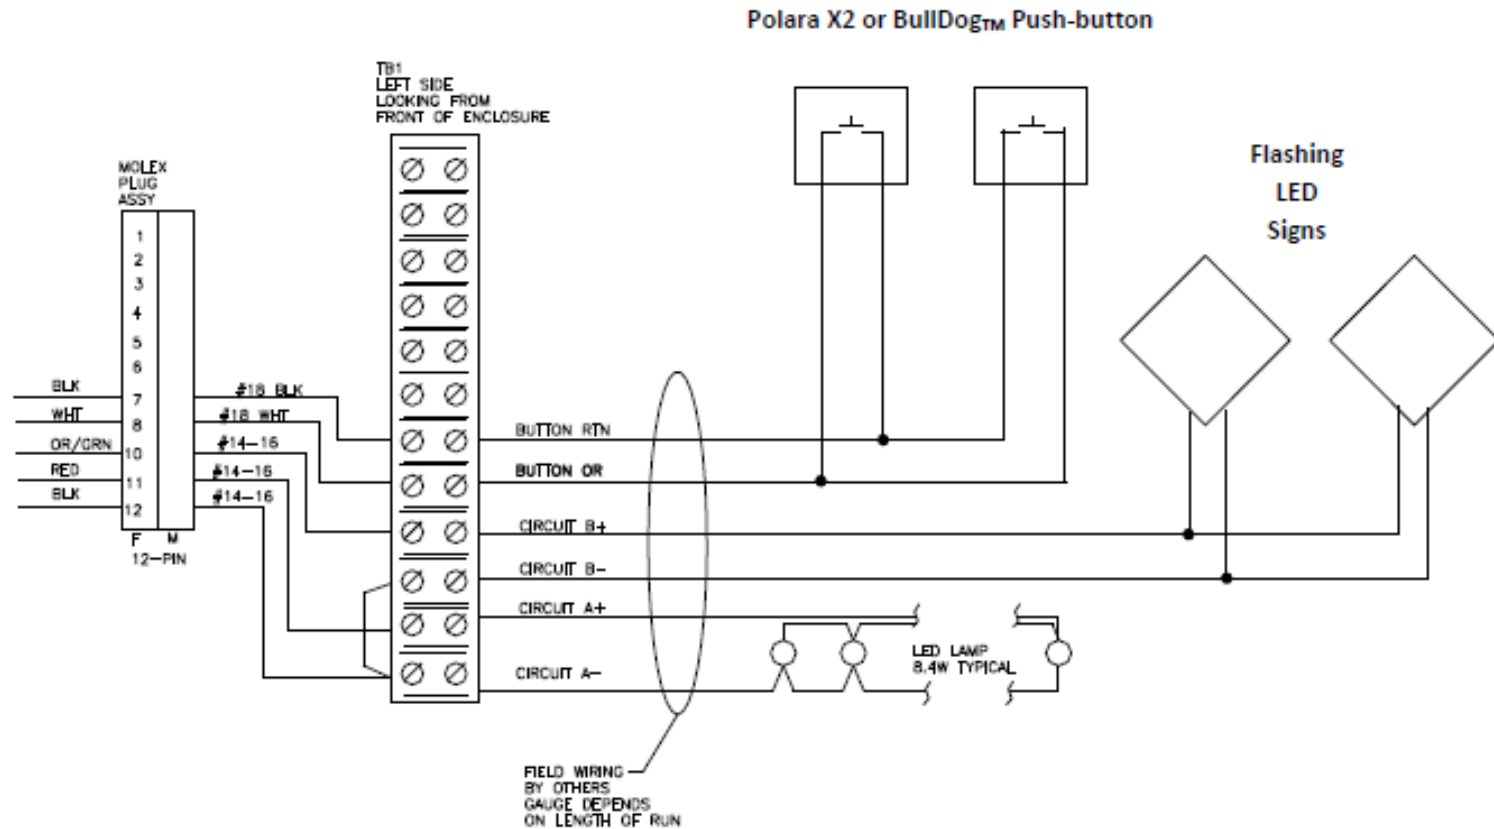 Polara X2 or BullDog™ Push-button
TB1
LEFT SIDE
LOOKING FROM
FRONT OF ENCLOSURE
MOLEX
PLUG
ASSY
Flashing
LED
Signs
1
2
3
4
5
6
7
8
10
11
12
BLK
WHT
OR/GRN
RED
BLK
#18 BLK
#18 WHT
#14-16
#14-16
#14-16
F M
12-PIN
BUTTON RTN
BUTTON OR
CIRCUIT B+
CIRCUIT B-
CIRCUIT A+
CIRCUIT A-
LED LAMP
8.4W TYPICAL
FIELD WIRING
BY OTHERS
GAUGE DEPENDS
ON LENGTH OF RUN